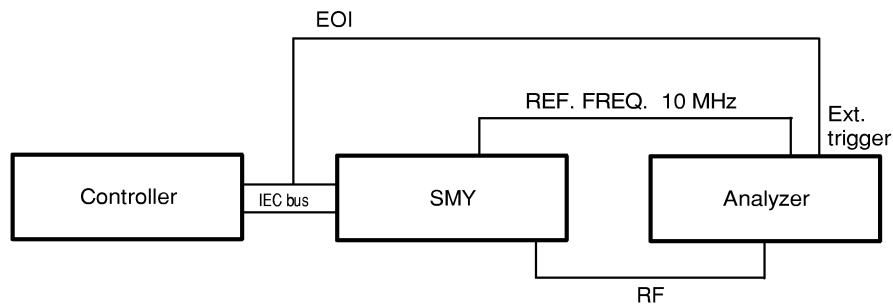 EOI
REF. FREQ. 10 MHz
Ext.
trigger
Controller
IEC bus
SMY
Analyzer
RF